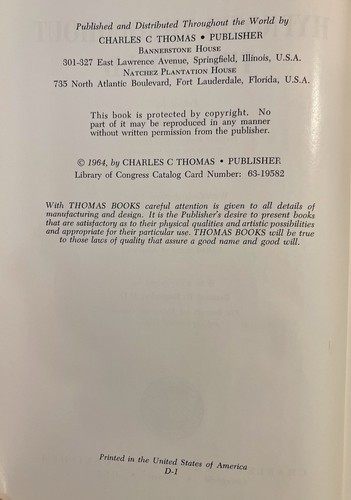 Published and Distributed Throughout the World by
CHARLES C THOMAS • PUBLISHER
BANNERSTONE HOUSE
301-327 East Lawrence Avenue, Springfield, Illinois, U.S.A.
NATCHEZ PLANTATION HOUSE
735 North Atlantic Boulevard, Fort Lauderdale, Florida, U.S.A.
This book is protected by copyright. No
part of it may be reproduced in any manner
without written permission from the publisher.
© 1964, by CHARLES C THOMAS • PUBLISHER
Library of Congress Catalog Card Number: 63-19582
With THOMAS BOOKS careful attention is given to all details of
manufacturing and design. It is the Publisher's desire to present books
that are satisfactory as to their physical qualities and artistic possibilities
and appropriate for their particular use. THOMAS BOOKS will be true
to those laws of quality that assure a good name and good will.
Printed in the United States of America
D-1